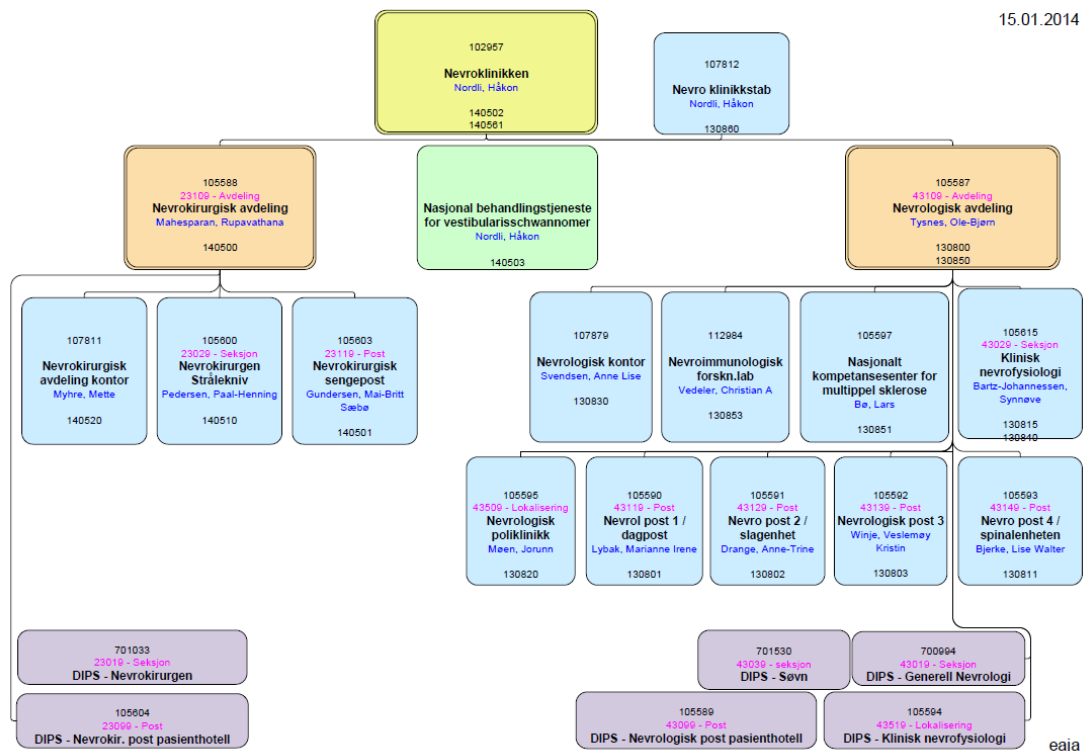 15.01.2014
102957
Nevroklinikken
Nordli, Håkon
140502
140561
107812
Nevro klinikkstab
Nordli, Håkon
130860
105588
23109 - Avdeling
Nevrokirurgisk avdeling
Mahesparan, Rupavathana
140500
Nasjonal behandlingstjeneste
for vestibularisschwannomer
Nordli, Håkon
140503
105587
43109 - Avdeling
Nevrologisk avdeling
Tysnes, Ole-Bjørn
130800
130850
107811
Nevrokirurgisk
avdeling kontor
Myhre, Mette
140520
105600
23029 - Seksjon
Nevrokirurgen
Strålekniv
Pedersen, Paal-Henning
140510
105603
23119 - Post
Nevrokirurgisk
sengepost
Gundersen, Mai-Britt
Sæbø
140501
107879
Nevrologisk kontor
Svendsen, Anne Lise
130830
112984
Nevroimmunologisk
forskn.lab
Vedeler, Christian A
130853
105597
Nasjonalt
kompetansesenter for
multippel sklerose
Bø, Lars
130851
105615
43029 - Seksjon
Klinisk
nevrofysiologi
Bartz-Johannessen,
Synnøve
130815
130840
105595
43509 - Lokalisering
Nevrologisk
poliklinikk
Møen, Jorunn
130820
105590
43119 - Post
Nevrol post 1 /
dagpost
Lybak, Marianne Irene
130801
105591
43129 - Post
Nevro post 2 /
slagenhet
Drange, Anne-Trine
130802
105592
43139 - Post
Nevrologisk post 3
Winje, Veslemøy
Kristin
130803
105593
43149 - Post
Nevro post 4 /
spinalenheten
Bjerke, Lise Walter
130811
701033
23019 - Seksjon
DIPS - Nevrokirurgen
701530
43039 - seksjon
DIPS - Søvn
700994
43019 - Seksjon
DIPS - Generell Nevrologi
105604
23099 - Post
DIPS - Nevrokir. post pasienthotell
105589
43099 - Post
DIPS - Nevrologisk post pasienthotell
105594
43519 - Lokalisering
DIPS - Klinisk nevrofysiologi
eaja